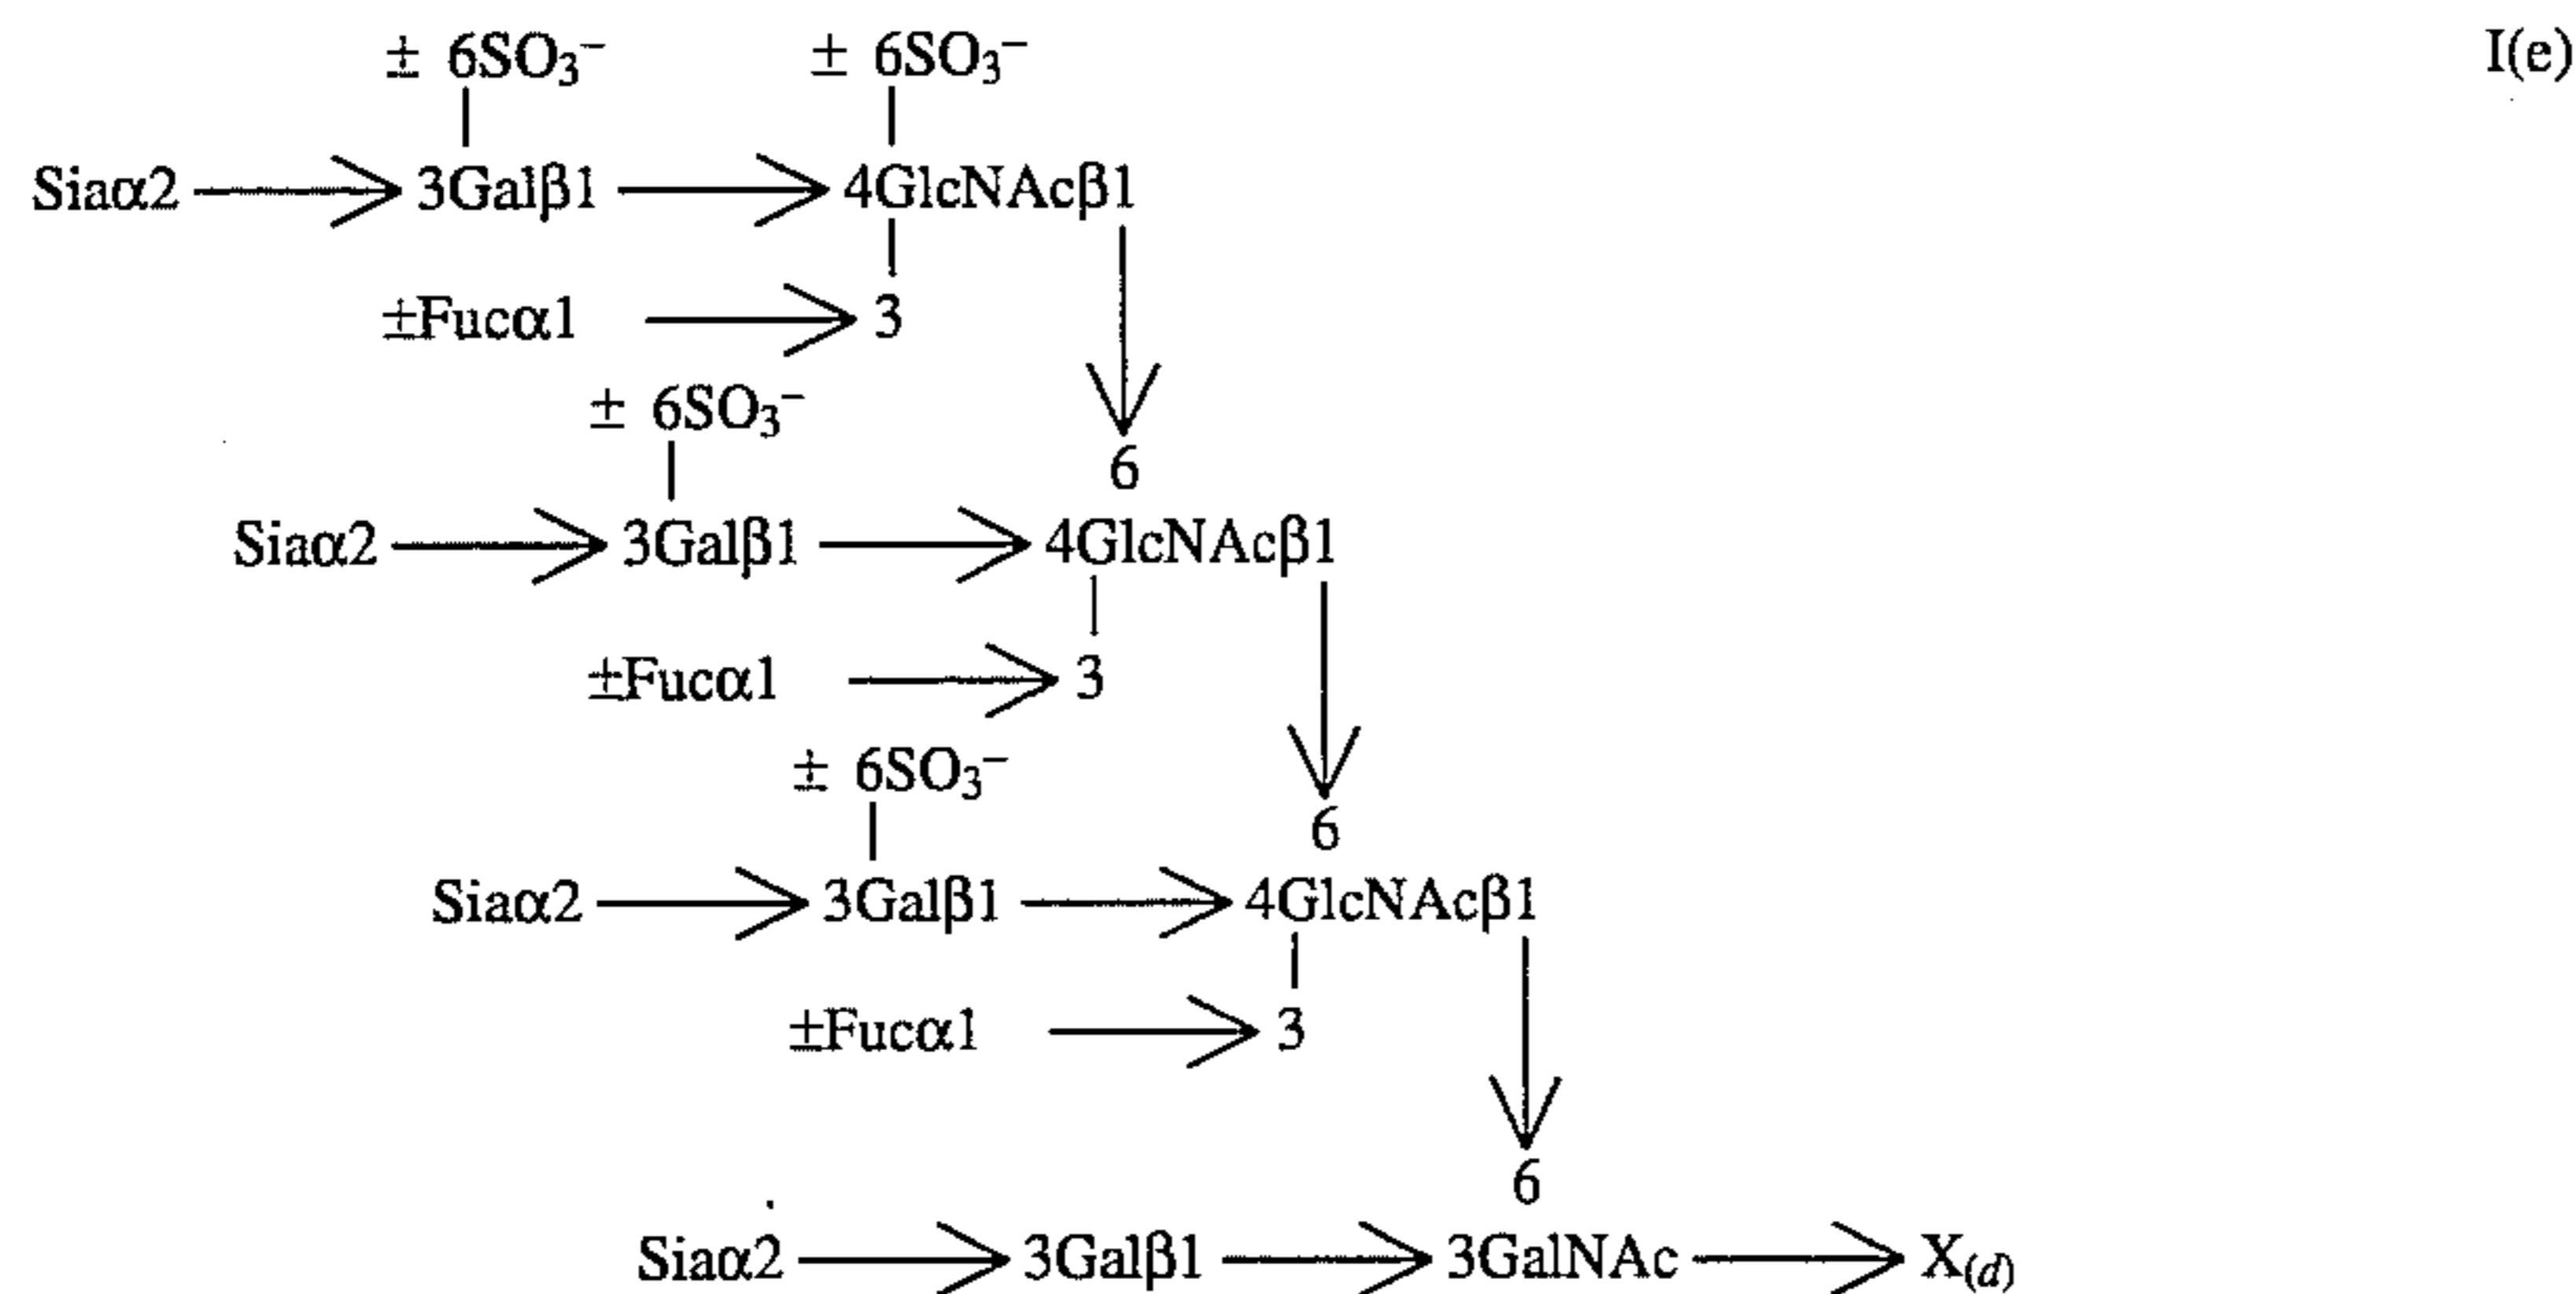 ± 6SO₃⁻ ± 6SO₃⁻ I(e)
Siaα2 3Galβ1 4GlcNAcβ1
±Fucα1 3
± 6SO₃⁻
6
Siaα2 3Galβ1 4GlcNAcβ1
±Fucα1 3
± 6SO₃⁻
6
Siaα2 3Galβ1 4GlcNAcβ1
±Fucα1 3
6
Siaα2 3Galβ1 3GalNAc X₍d₎